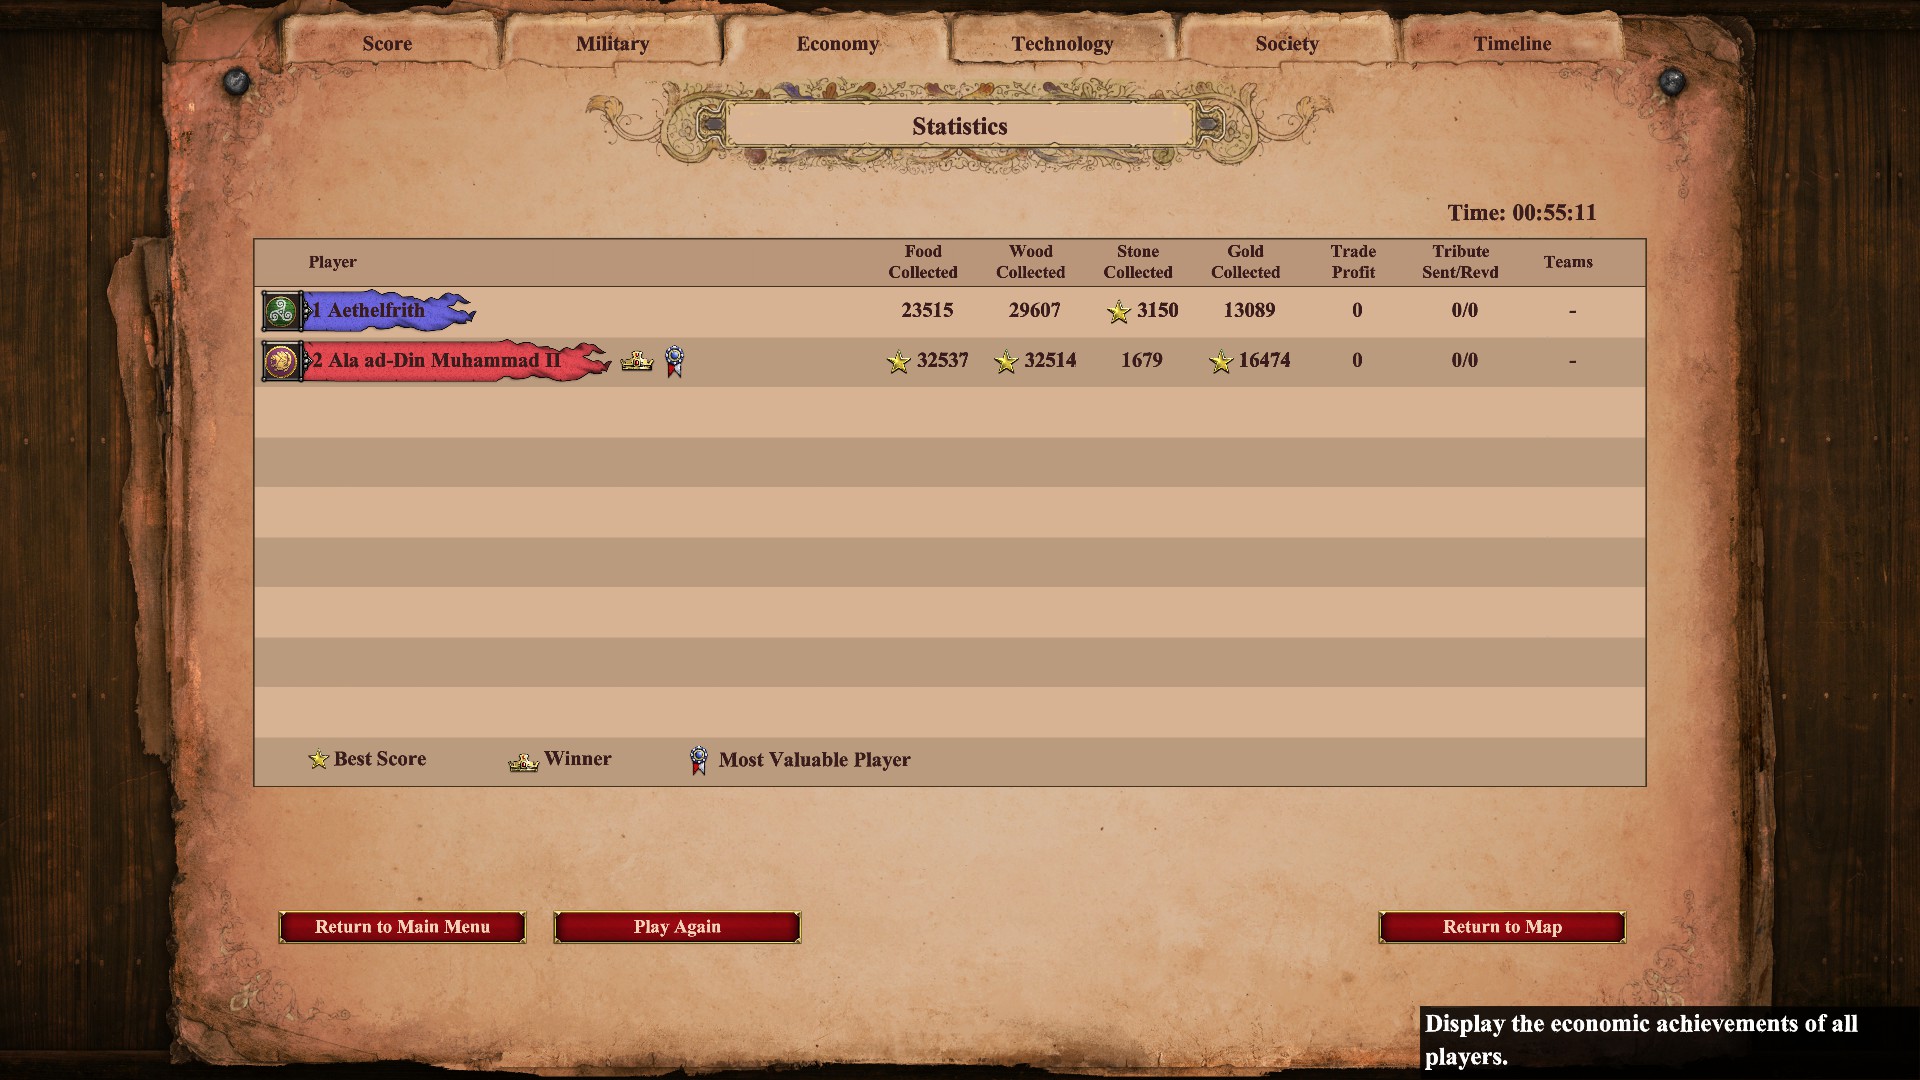 Score Military Economy Technology Society Timeline
Statistics
Time: 00:55:11
Player Food Collected Wood Collected Stone Collected Gold Collected Trade Profit Tribute Sent/Revd Teams
1 Aethelfrith 23515 29607 3150 13089 0 0/0 -
2 Ala ad-Din Muhammad II 32537 32514 1679 16474 0 0/0 -
Best Score Winner Most Valuable Player
Return to Main Menu Play Again Return to Map
Display the economic achievements of all
players.